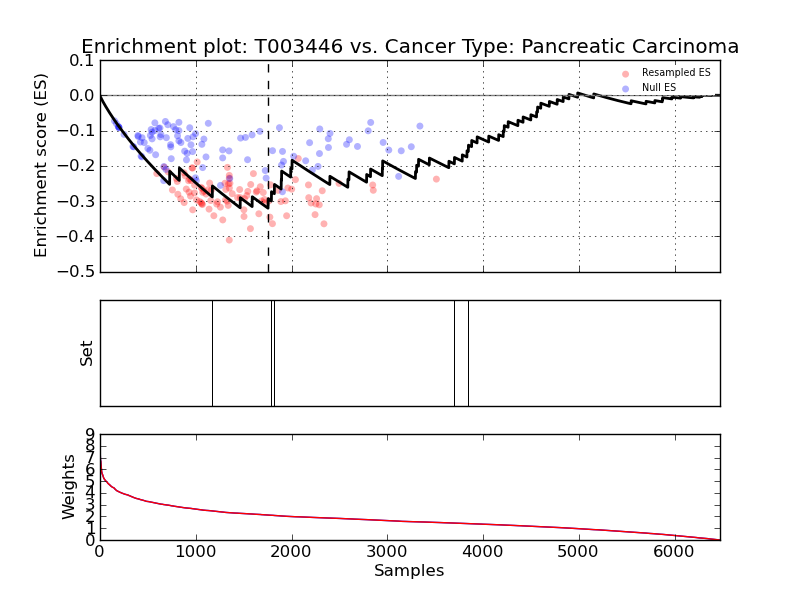 Enrichment plot: T003446 vs. Cancer Type: Pancreatic Carcinoma
Enrichment score (ES)
0.1
0.0
−0.1
−0.2
−0.3
−0.4
−0.5
Resampled ES
Null ES
Set
Weights
9
8
7
6
5
4
3
2
1
0
0 1000 2000 3000 4000 5000 6000
Samples